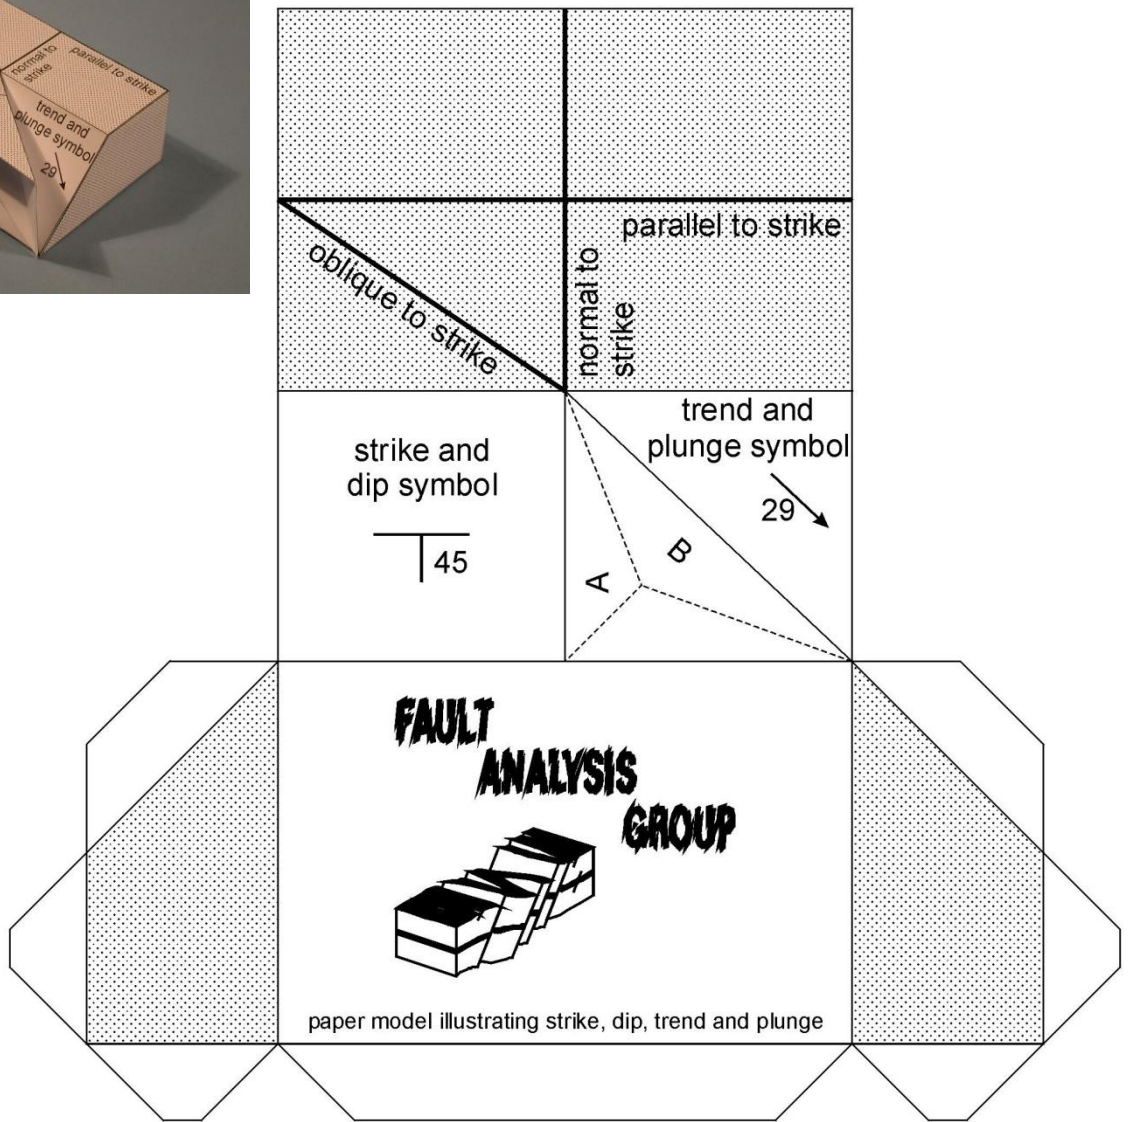 normal to
strike
parallel to strike
trend and
plunge symbol
29
parallel to strike
oblique to strike
normal to
strike
trend and
plunge symbol
29
strike and
dip symbol
45
A
B
FAULT
ANALYSIS
GROUP
paper model illustrating strike, dip, trend and plunge